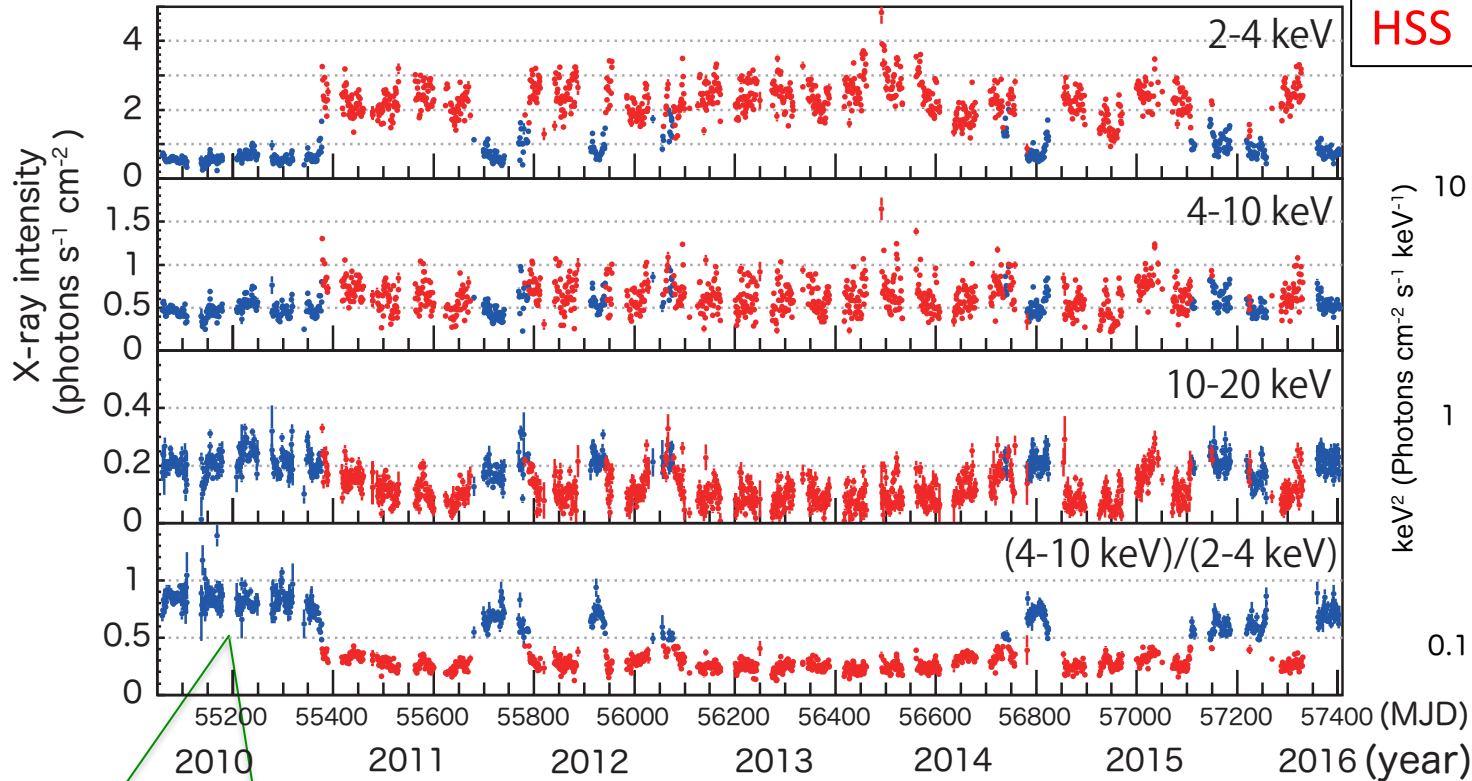 HSS
X-ray intensity
(photons s⁻¹ cm⁻²)
4
2
0
2-4 keV
1.5
1
0.5
0
4-10 keV
0.4
0.2
0
10-20 keV
1
0.5
0
(4-10 keV)/(2-4 keV)
55200 55400 55600 55800 56000 56200 56400 56600 56800 57000 57200 57400 (MJD)
2010 2011 2012 2013 2014 2015 2016 (year)
10
1
0.1
keV² (Photons cm⁻² s⁻¹ keV⁻¹)